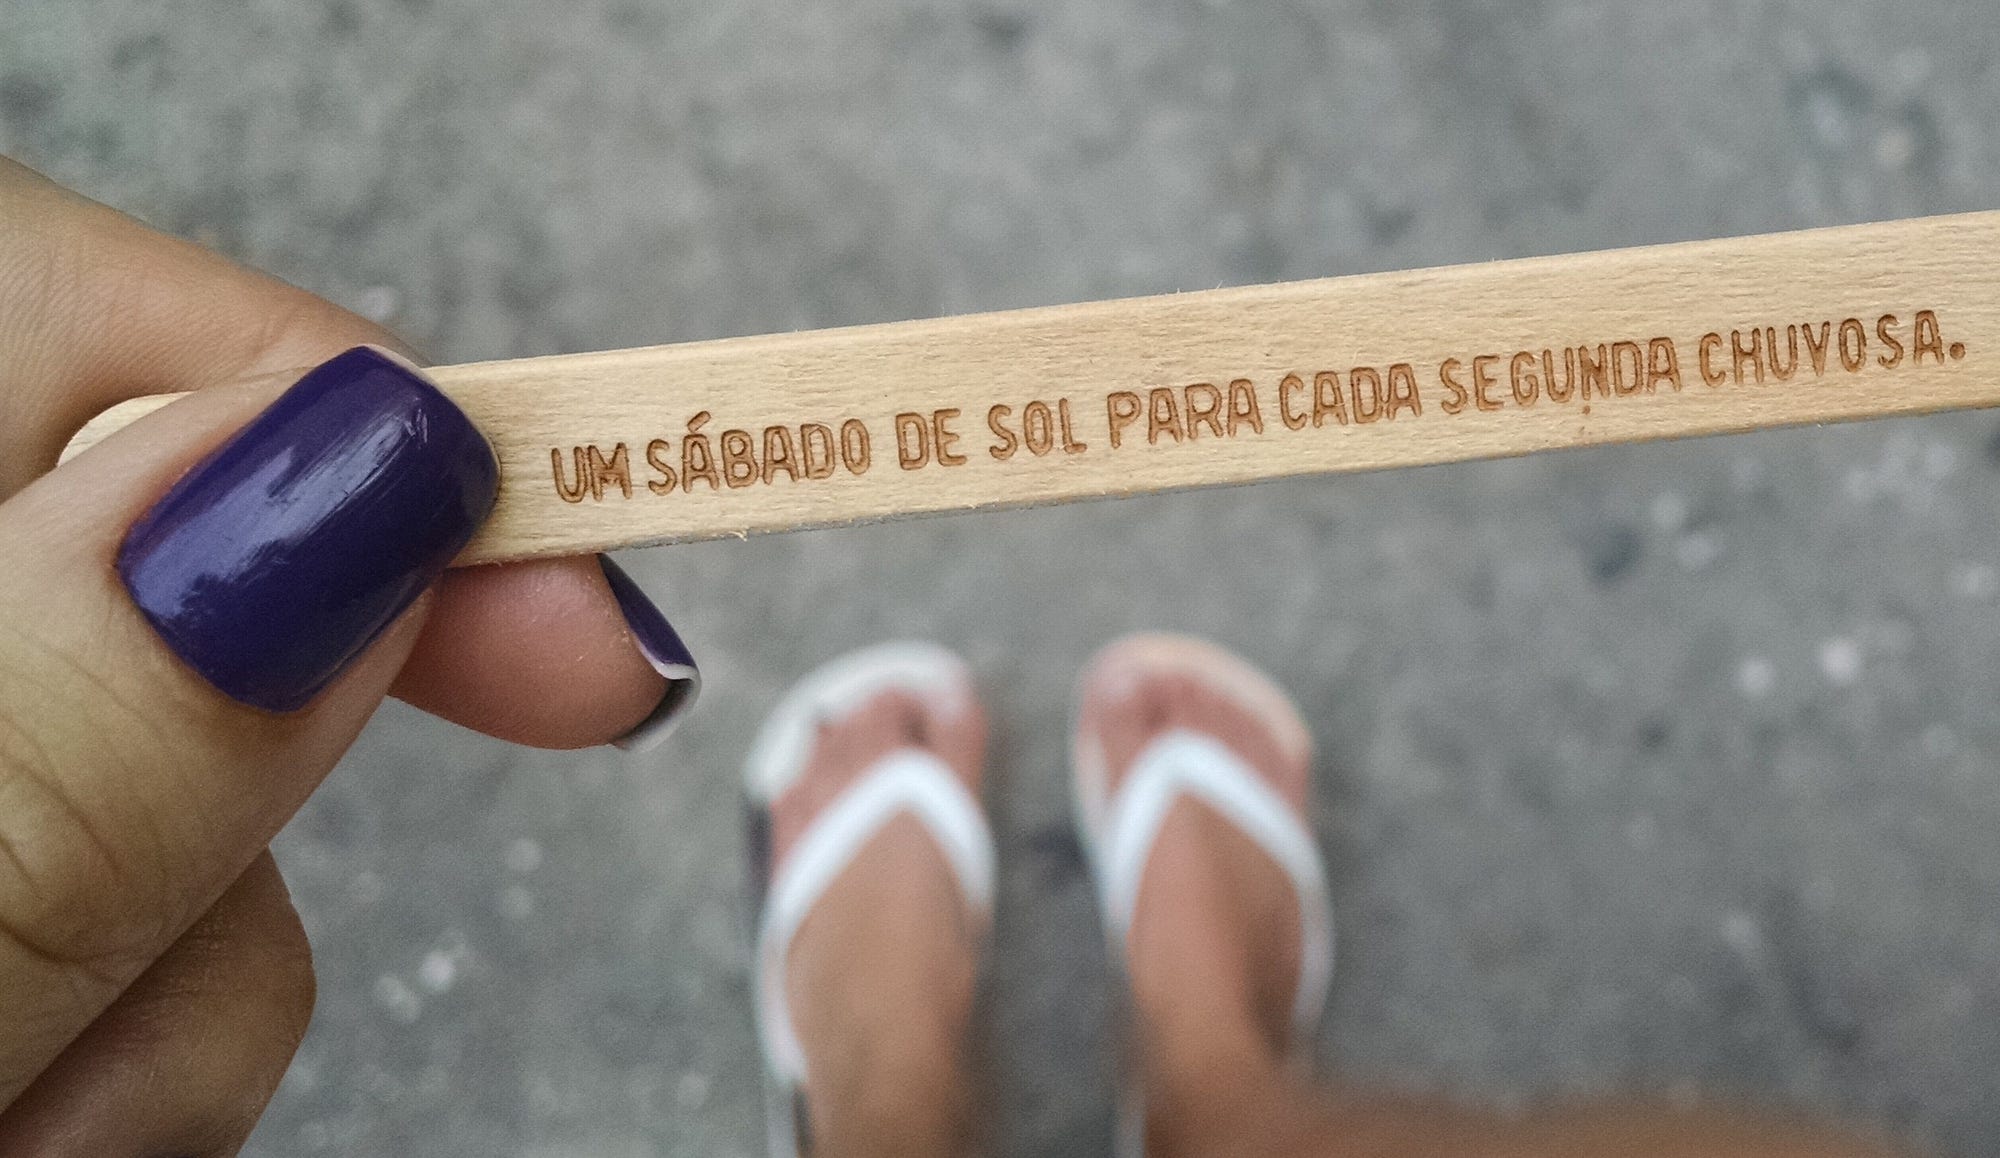 UM SÁBADO DE SOL PARA CADA SEGUNDA CHUVOSA.